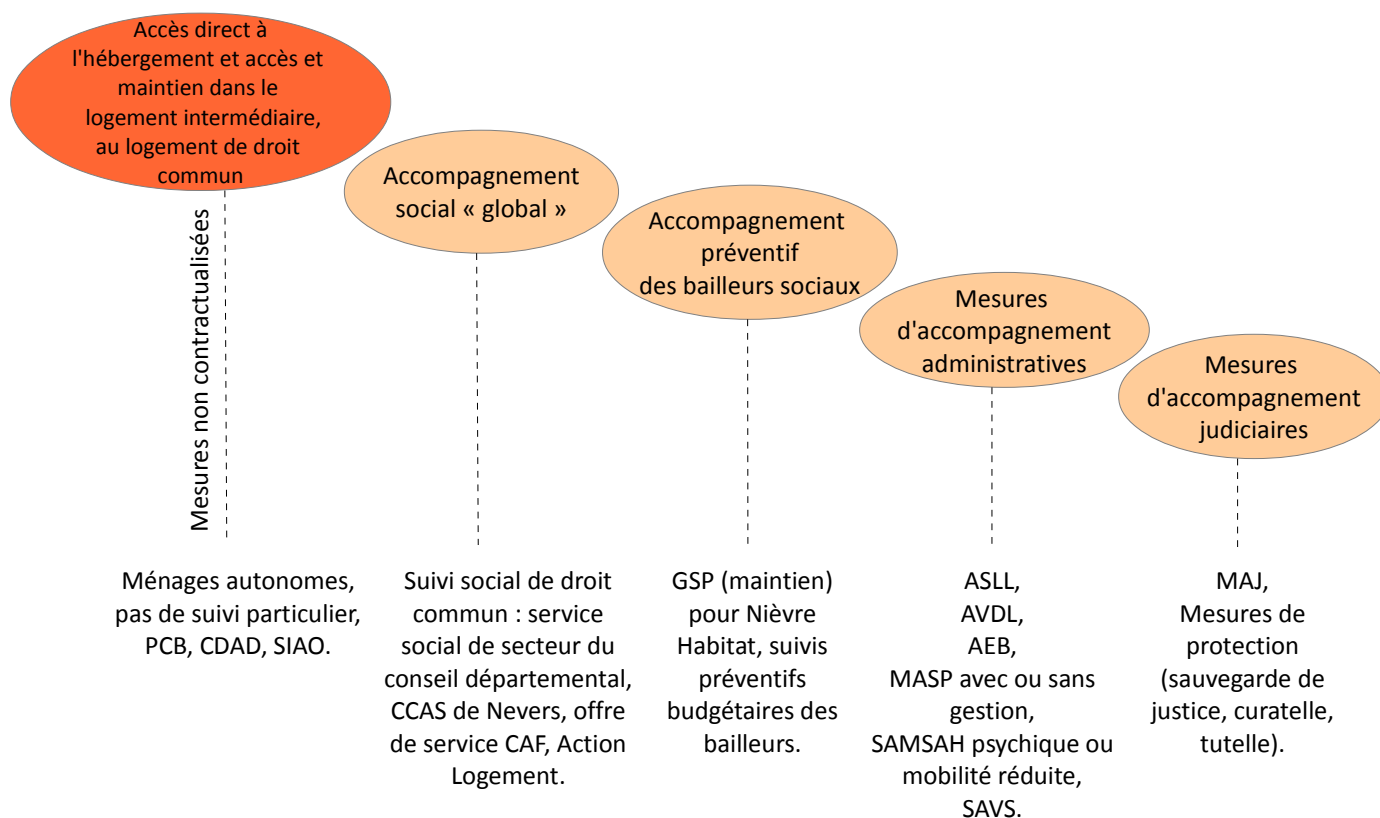 Accès direct à
l'hébergement et accès et
maintien dans le
logement intermédiaire,
au logement de droit
commun
Mesures non contractualisées
Ménages autonomes,
pas de suivi particulier,
PCB, CDAD, SIAO.
Accompagnement
social « global »
Suivi social de droit
commun : service
social de secteur du
conseil départemental,
CCAS de Nevers, offre
de service CAF, Action
Logement.
Accompagnement
préventif
des bailleurs sociaux
GSP (maintien)
pour Nièvre
Habitat, suivis
préventifs
budgétaires des
bailleurs.
Mesures
d'accompagnement
administratives
ASLL,
AVDL,
AEB,
MASP avec ou sans
gestion,
SAMSAH psychique ou
mobilité réduite,
SAVS.
Mesures
d'accompagnement
judiciaires
MAJ,
Mesures de
protection
(sauvegarde de
justice, curatelle,
tutelle).